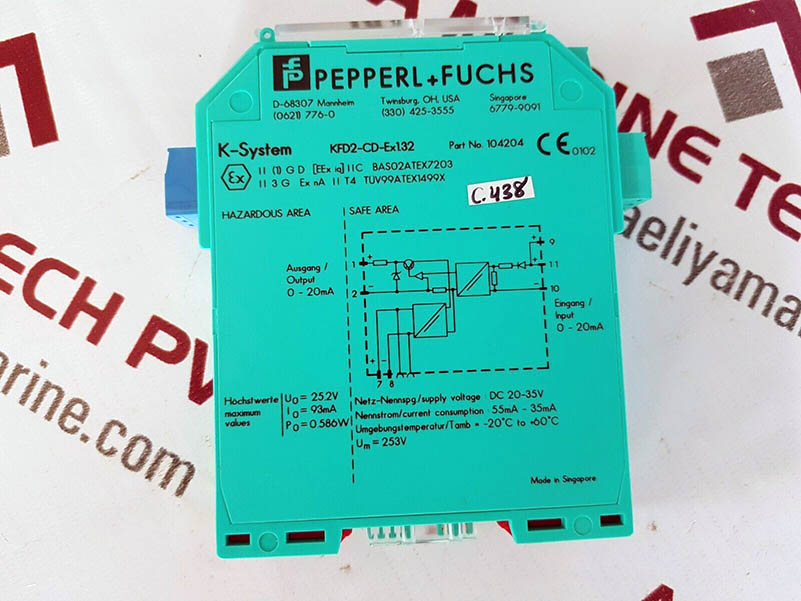 PEPPERL+FUCHS
D-68307 Mannheim Twinsburg, OH, USA Singapore
(0621) 776-0 (330) 425-3555 6779-9091
K-System KFD2-CD-Ex1.32 Part No. 104204 CE 0102
Ex II (1) G D [EEx ia] IIC BAS02ATEX7203
II 3 G Ex nA II T4 TÜV99ATEX1499X
C.438
HAZARDOUS AREA SAFE AREA
Ausgang /
Output
0 - 20mA
1
2
+
-
+
9
+
11
-
10
Eingang /
Input
0 - 20mA
+ -
7 8
Höchstwerte
maximum
values
U0 = 25.2V
I0 = 93mA
P0 = 0.586W
Netz-Nennspg/supply voltage : DC 20-35V
Nennstrom/current consumption : 55mA - 35mA
Umgebungstemperatur/Tamb = -20°C to +60°C
Um = 253V
Made in Singapore
MARINE TE
aeliyama
TECH PV
rine.com